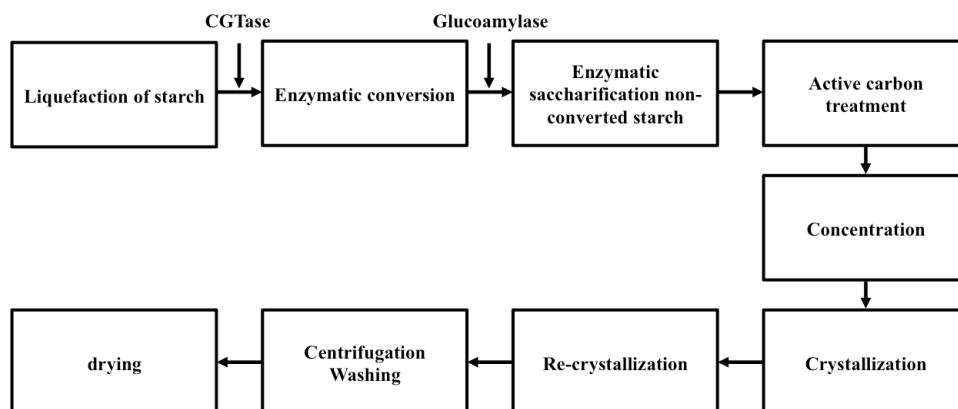 CGTase
Glucoamylase
Liquefaction of starch
Enzymatic conversion
Enzymatic
saccharification non-
converted starch
Active carbon
treatment
Concentration
Crystallization
Re-crystallization
Centrifugation
Washing
drying